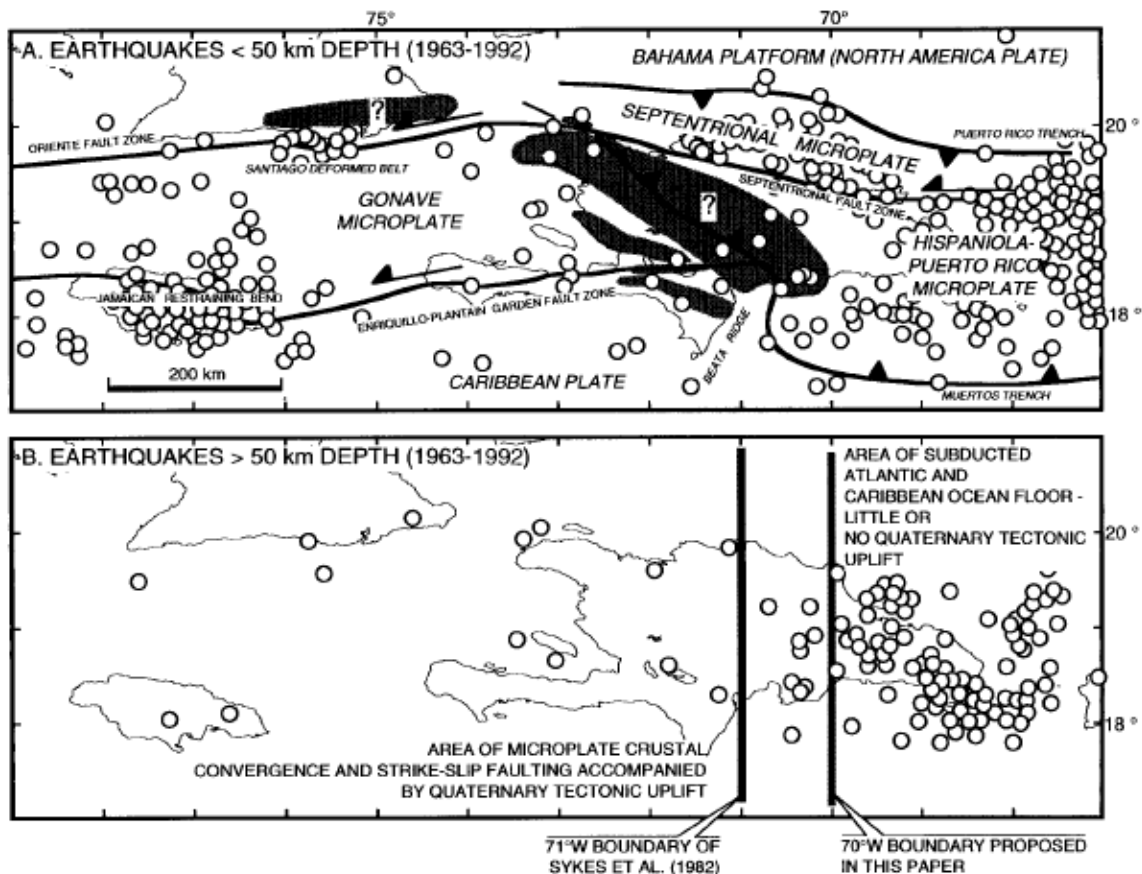 75°
70°
A. EARTHQUAKES < 50 km DEPTH (1963-1992)
BAHAMA PLATFORM (NORTH AMERICA PLATE)
?
SEPTENTRIONAL MICROPLATE
20°
ORIENTE FAULT ZONE
PUERTO RICO TRENCH
SANTIAGO DEFORMED BELT
SEPTENTRIONAL FAULT ZONE
GONAVE
MICROPLATE
?
HISPANIOLA-
PUERTO RICO
MICROPLATE
JAMAICAN RESTRAINING BEND
ENRIQUILLO-PLANTAIN GARDEN FAULT ZONE
18°
BEATA RIDGE
200 km
CARIBBEAN PLATE
MUERTOS TRENCH
B. EARTHQUAKES > 50 km DEPTH (1963-1992)
AREA OF SUBDUCTED
ATLANTIC AND
CARIBBEAN OCEAN FLOOR -
LITTLE OR
NO QUATERNARY TECTONIC
UPLIFT
20°
18°
AREA OF MICROPLATE CRUSTAL
CONVERGENCE AND STRIKE-SLIP FAULTING ACCOMPANIED
BY QUATERNARY TECTONIC UPLIFT
71°W BOUNDARY OF
SYKES ET AL. (1982)
70°W BOUNDARY PROPOSED
IN THIS PAPER